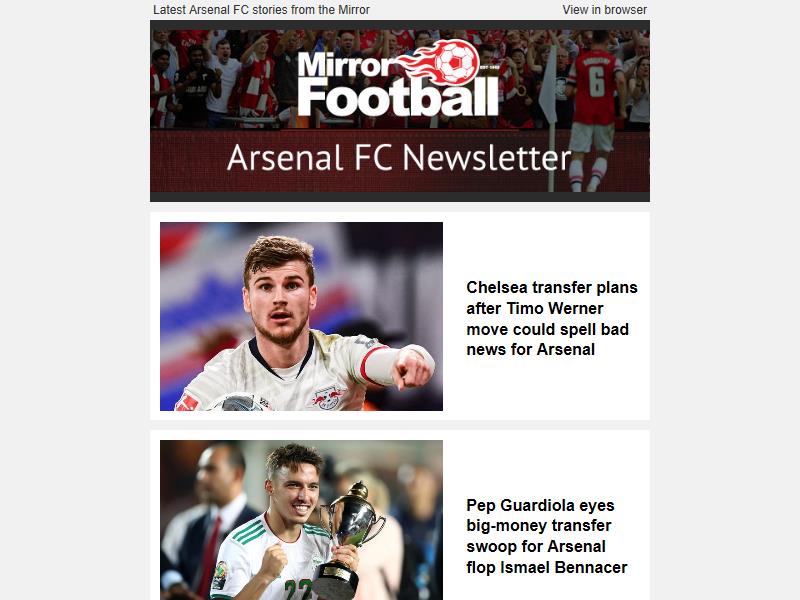 Latest Arsenal FC stories from the Mirror
View in browser
Mirror
Football
Arsenal FC Newsletter
6
Chelsea transfer plans
after Timo Werner
move could spell bad
news for Arsenal
Pep Guardiola eyes
big-money transfer
swoop for Arsenal
flop Ismael Bennacer
22